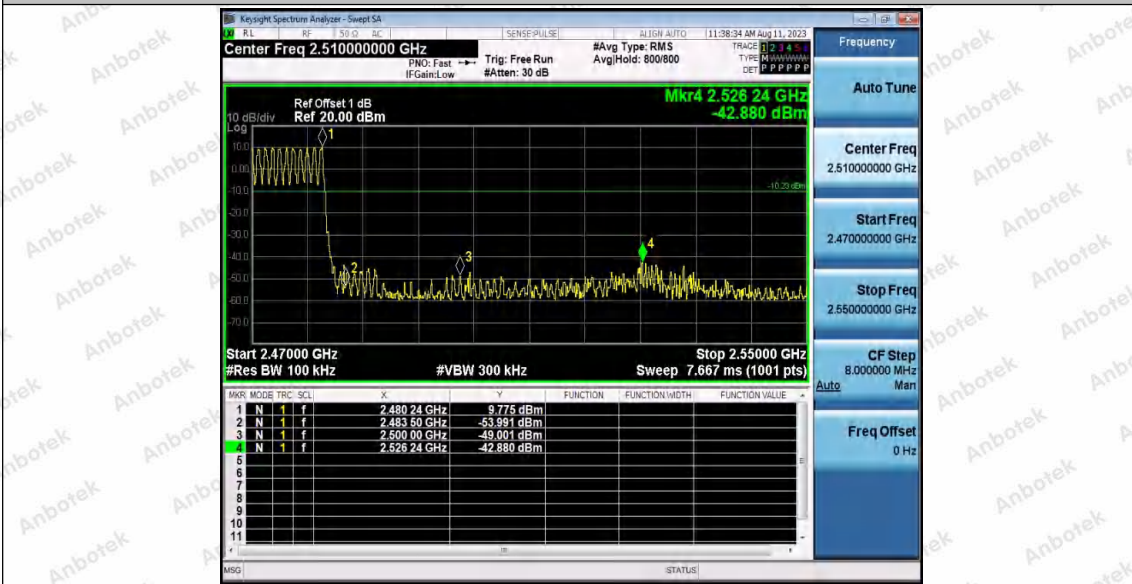 Keysight Spectrum Analyzer - Swept SA
RL RF 50 Ω AC SENSE:PULSE ALIGN AUTO 11:38:34 AM Aug 11, 2023
Center Freq 2.510000000 GHz
PNO: Fast Trig: Free Run #Avg Type: RMS TRACE 1 2 3 4 5 6
IFGain:Low #Atten: 30 dB Avg|Hold: 800/800 TYPE M
DET P P P P P P
Frequency
Auto Tune
Center Freq
2.510000000 GHz
Start Freq
2.470000000 GHz
Stop Freq
2.550000000 GHz
CF Step
8.000000 MHz
Auto Man
Freq Offset
0 Hz
Mkr4 2.526 24 GHz
-42.880 dBm
Ref Offset 1 dB
10 dB/div Ref 20.00 dBm
Log
10.0
0.00
-10.0
-20.0
-30.0
-40.0
-50.0
-60.0
-70.0
-10.23 dBm
1
2
3
4
Start 2.47000 GHz Stop 2.55000 GHz
#Res BW 100 kHz #VBW 300 kHz Sweep 7.667 ms (1001 pts)
MKR MODE TRC SCL X Y FUNCTION FUNCTION WIDTH FUNCTION VALUE
1 N 1 f 2.480 24 GHz 9.775 dBm
2 N 1 f 2.483 50 GHz -53.991 dBm
3 N 1 f 2.500 00 GHz -49.001 dBm
4 N 1 f 2.526 24 GHz -42.880 dBm
5
6
7
8
9
10
11
MSG STATUS
Anbotek